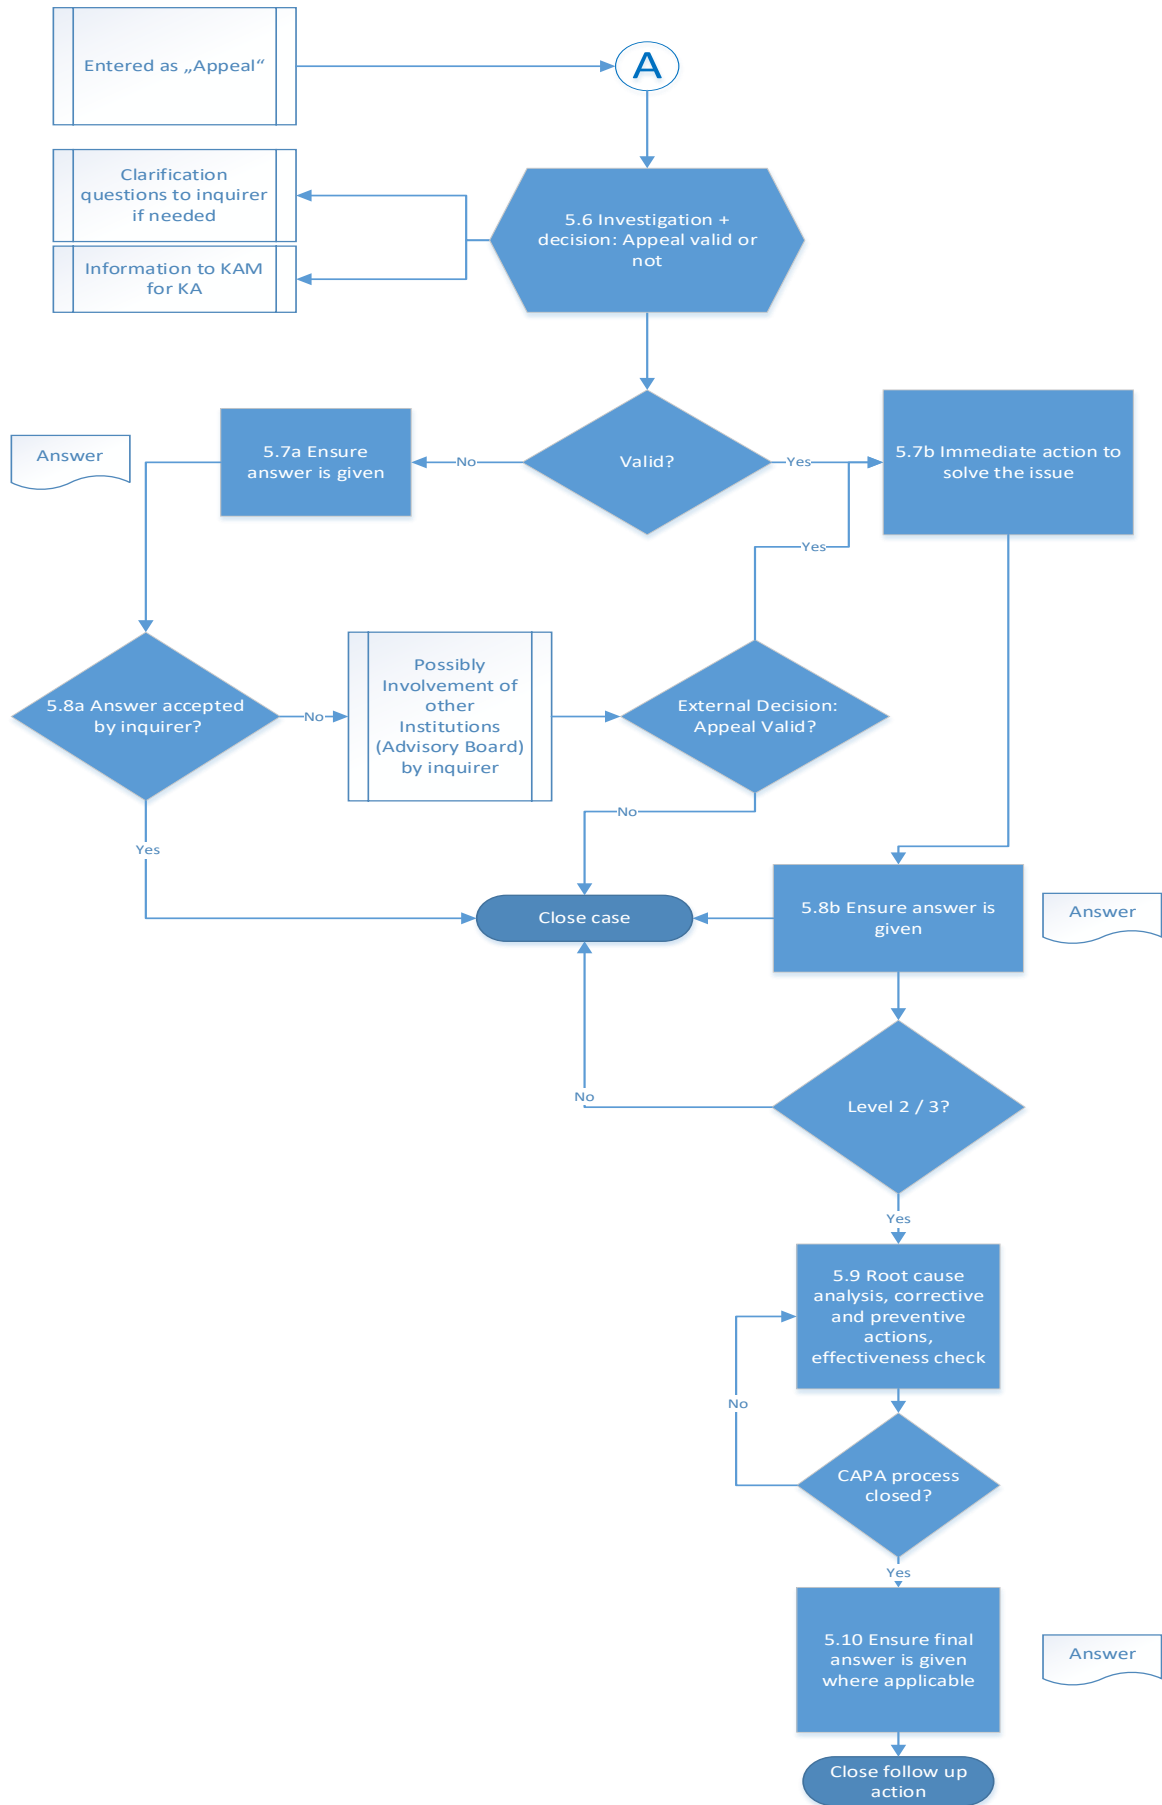 Entered as „Appeal“
A
Clarification
questions to inquirer
if needed
Information to KAM
for KA
5.6 Investigation +
decision: Appeal valid or
not
Answer
5.7a Ensure
answer is given
No
Valid?
Yes
5.7b Immediate action to
solve the issue
Yes
5.8a Answer accepted
by inquirer?
No
Possibly
Involvement of
other
Institutions
(Advisory Board)
by inquirer
External Decision:
Appeal Valid?
No
Yes
Close case
5.8b Ensure answer is
given
Answer
No
Level 2 / 3?
Yes
5.9 Root cause
analysis, corrective
and preventive
actions,
effectiveness check
No
CAPA process
closed?
Yes
5.10 Ensure final
answer is given
where applicable
Answer
Close follow up
action